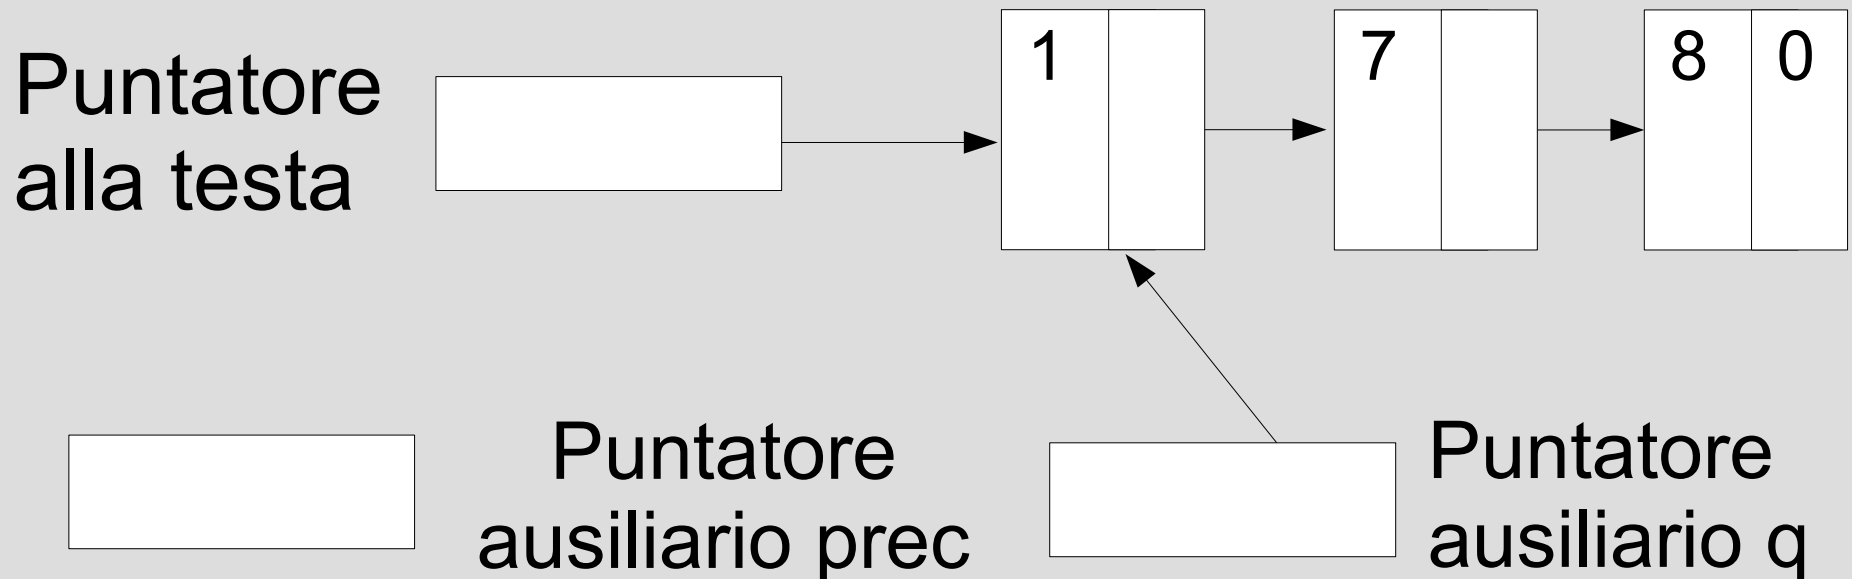 Puntatore
alla testa
1
7
8 0
Puntatore
ausiliario prec
Puntatore
ausiliario q